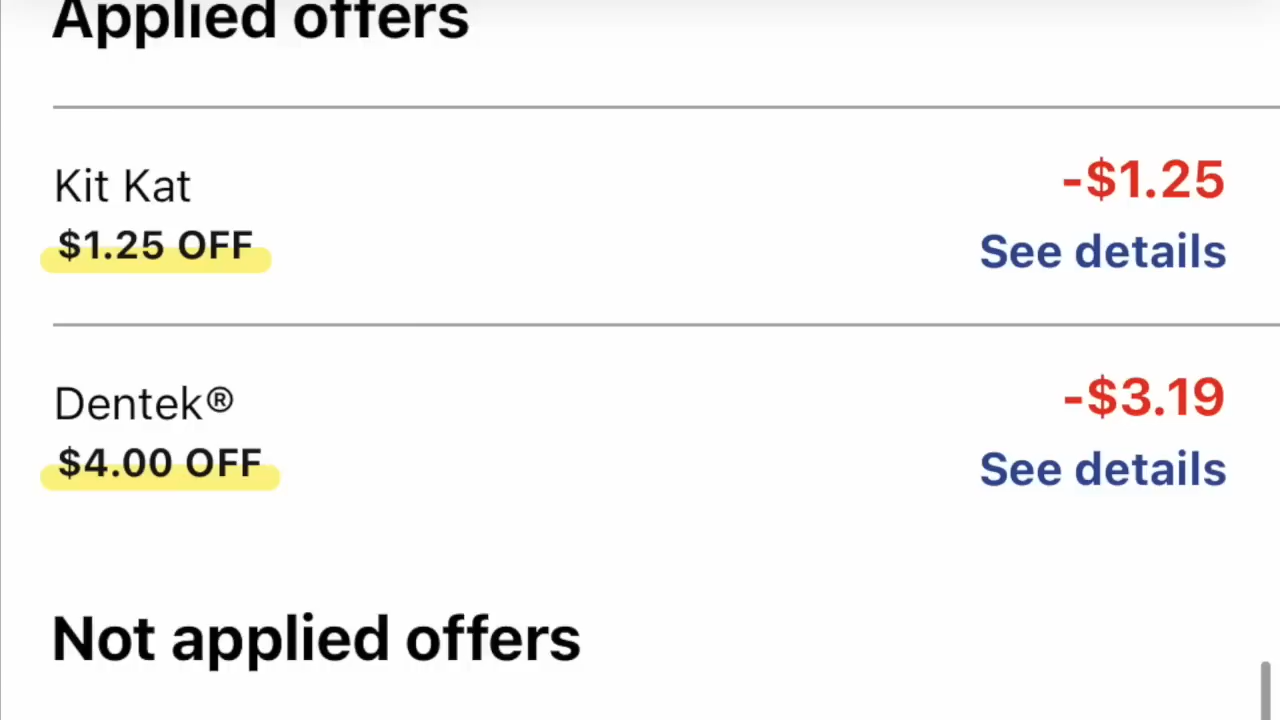 Applied offers
Kit Kat
-$1.25
$1.25 OFF
See details
Dentek®
-$3.19
$4.00 OFF
See details
Not applied offers